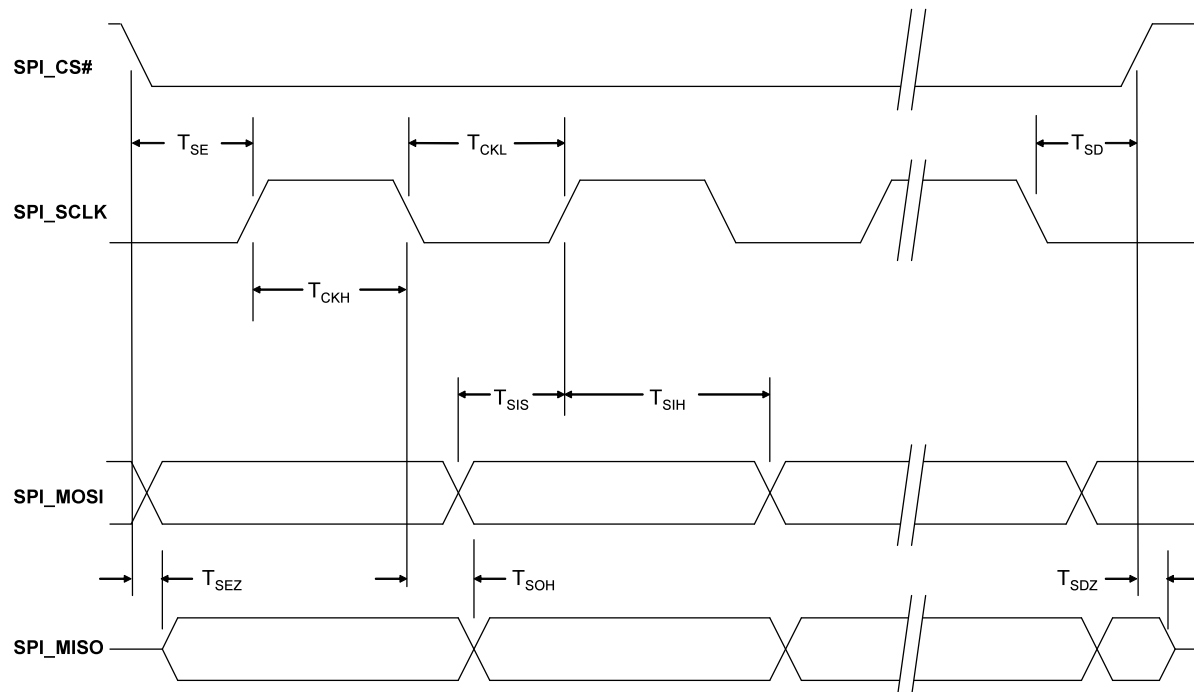 SPI_CS#
T_SE
T_CKL
T_SD
SPI_SCLK
T_CKH
T_SIS
T_SIH
SPI_MOSI
T_SEZ
T_SOH
T_SDZ
SPI_MISO